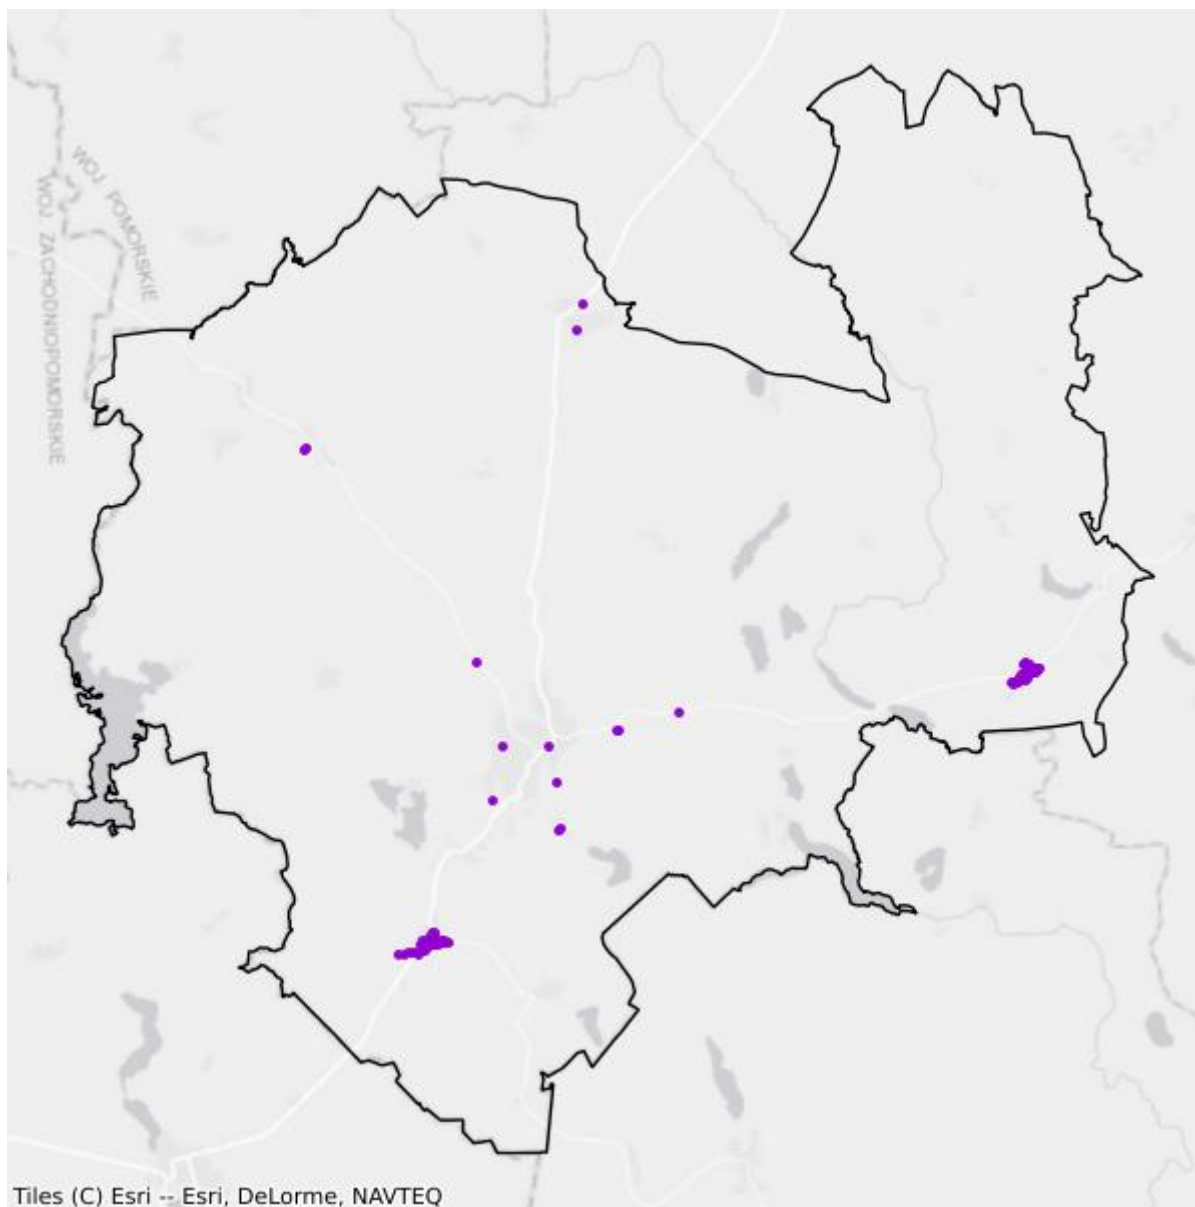 WOJ. POMORSKIE
WOJ. ZACHODNIOPOMORSKIE
Tiles (C) Esri -- Esri, DeLorme, NAVTEQ